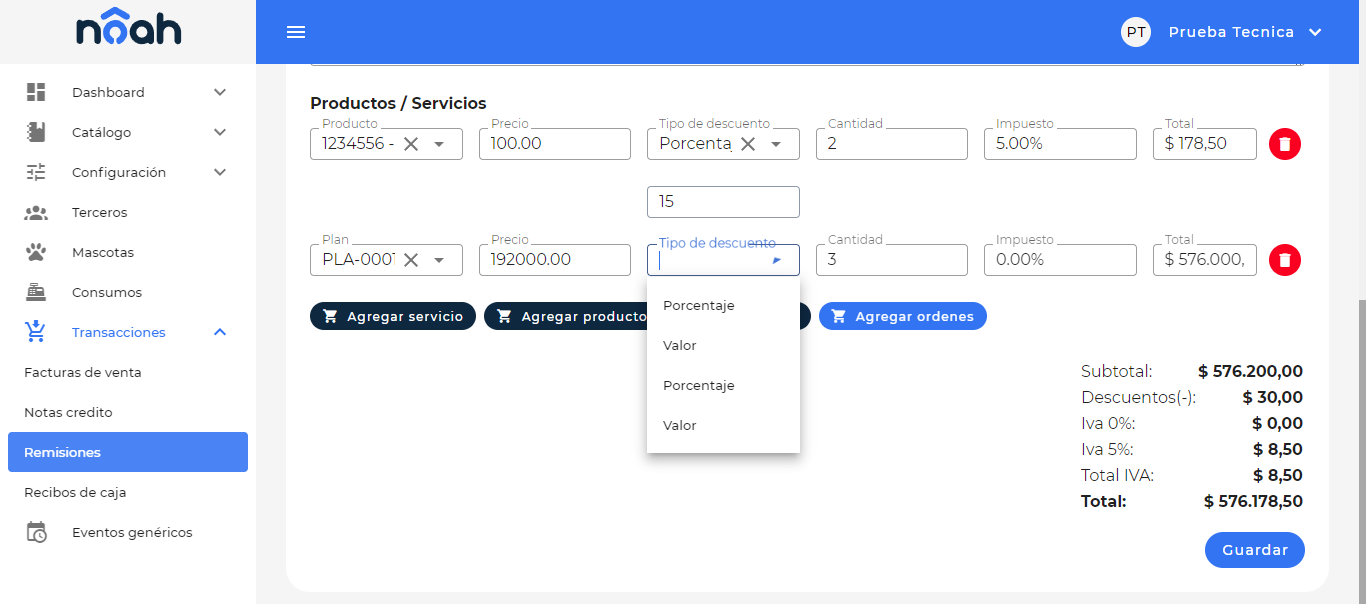 nôah
PT Prueba Tecnica
Dashboard
Catálogo
Configuración
Terceros
Mascotas
Consumos
Transacciones
Facturas de venta
Notas credito
Remisiones
Recibos de caja
Eventos genéricos
Productos / Servicios
Producto Precio Tipo de descuento Cantidad Impuesto Total
1234556 - 100.00 Porcenta 2 5.00% $ 178,50
15
Plan Precio Tipo de descuento Cantidad Impuesto Total
PLA-0001 192000.00 3 0.00% $ 576.000,
Porcentaje
Valor
Porcentaje
Valor
Agregar servicio Agregar producto Agregar ordenes
Subtotal: $ 576.200,00
Descuentos(-): $ 30,00
Iva 0%: $ 0,00
Iva 5%: $ 8,50
Total IVA: $ 8,50
Total: $ 576.178,50
Guardar